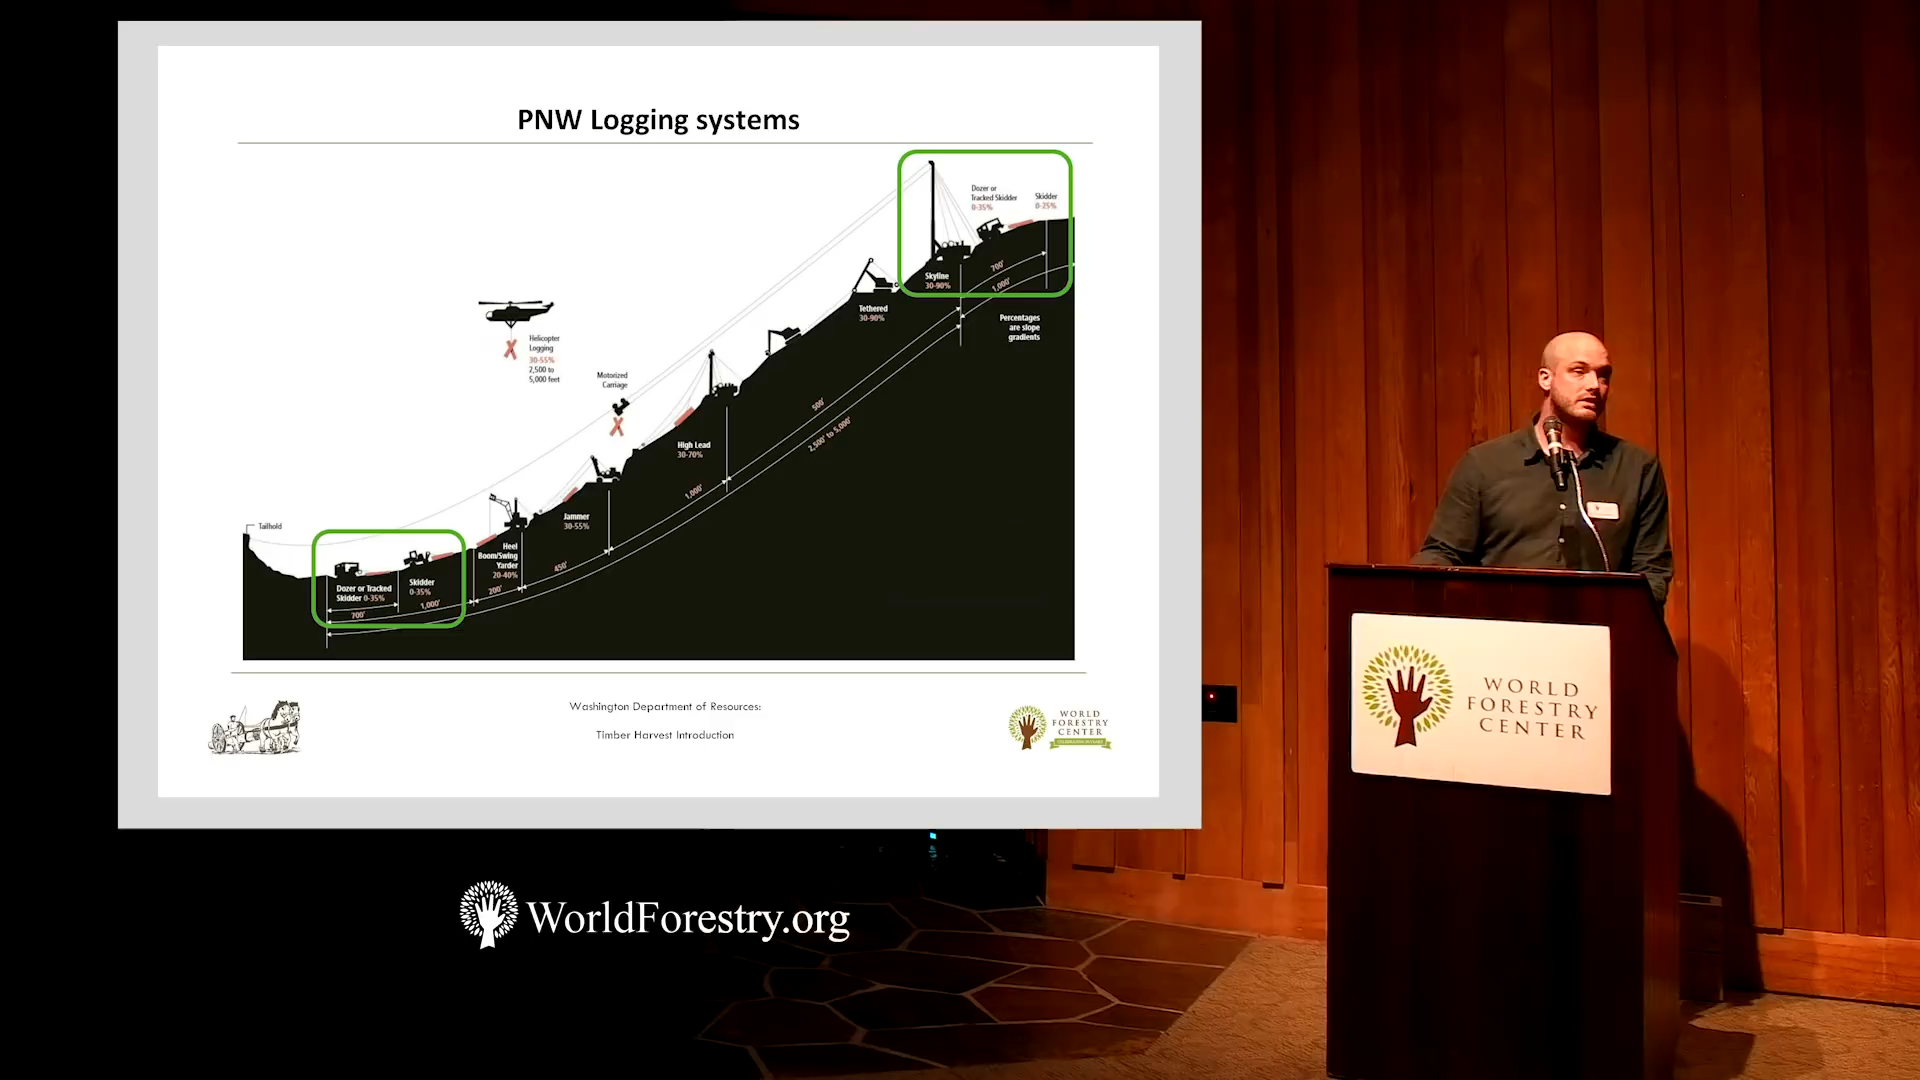 PNW Logging systems
Dozer or
Tracked Skidder
0-35%
Skidder
0-25%
Skyline
30-90%
700'
1,000'
Tethered
30-90%
Percentages
are slope
gradients
Helicopter
Logging
30-55%
2,500 to
5,000 feet
Motorized
Carriage
500'
2,500' to 5,000'
High Lead
30-70%
1,000'
Jammer
30-55%
450'
Tailhold
Heel
Boom/Swing
Yarder
20-40%
200'
Dozer or Tracked
Skidder 0-35%
Skidder
0-35%
700'
1,000'
Washington Department of Resources:
Timber Harvest Introduction
WORLD
FORESTRY
CENTER
WorldForestry.org
WORLD
FORESTRY
CENTER